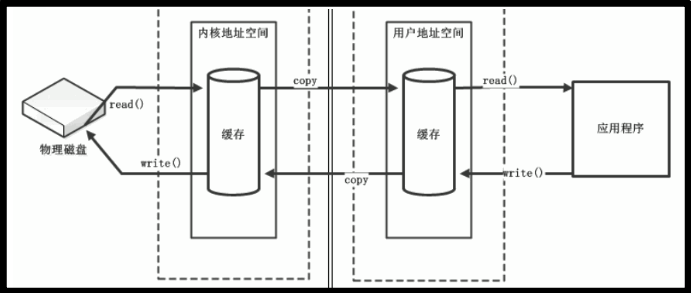 内核地址空间
用户地址空间
copy
read()
read()
缓存
缓存
应用程序
物理磁盘
write()
copy
write()